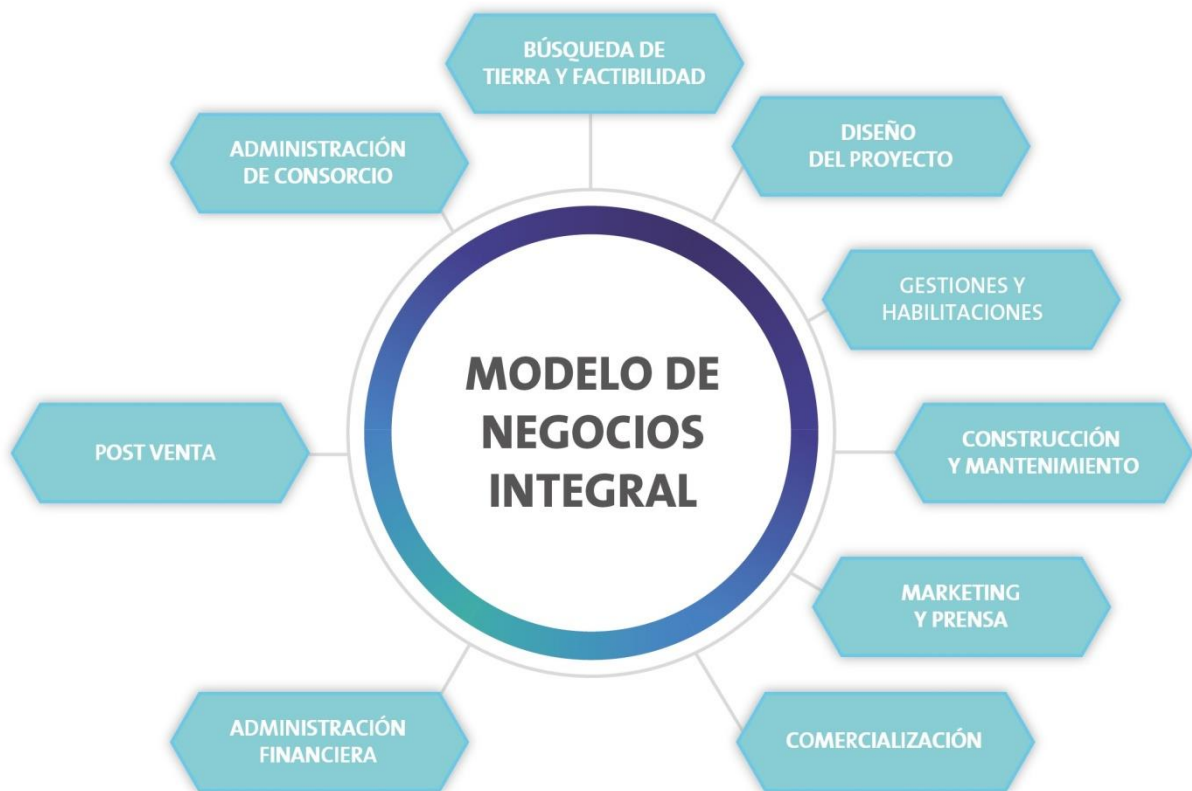 BÚSQUEDA DE
TIERRA Y FACTIBILIDAD
DISEÑO
DEL PROYECTO
GESTIONES Y
HABILITACIONES
CONSTRUCCIÓN
Y MANTENIMIENTO
MARKETING
Y PRENSA
COMERCIALIZACIÓN
ADMINISTRACIÓN
FINANCIERA
POST VENTA
ADMINISTRACIÓN
DE CONSORCIO
MODELO DE
NEGOCIOS
INTEGRAL